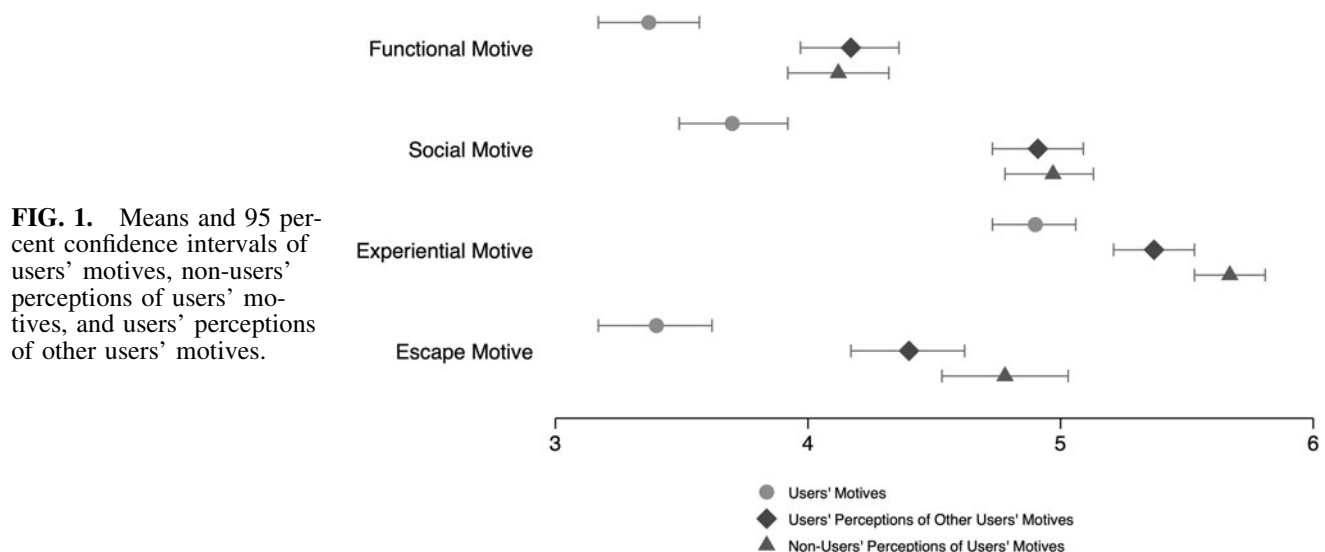 Functional Motive
Social Motive
FIG. 1. Means and 95 per-
cent confidence intervals of
users' motives, non-users'
perceptions of users' mo-
tives, and users' perceptions
of other users' motives.
Experiential Motive
Escape Motive
3 4 5 6
Users' Motives
Users' Perceptions of Other Users' Motives
Non-Users' Perceptions of Users' Motives